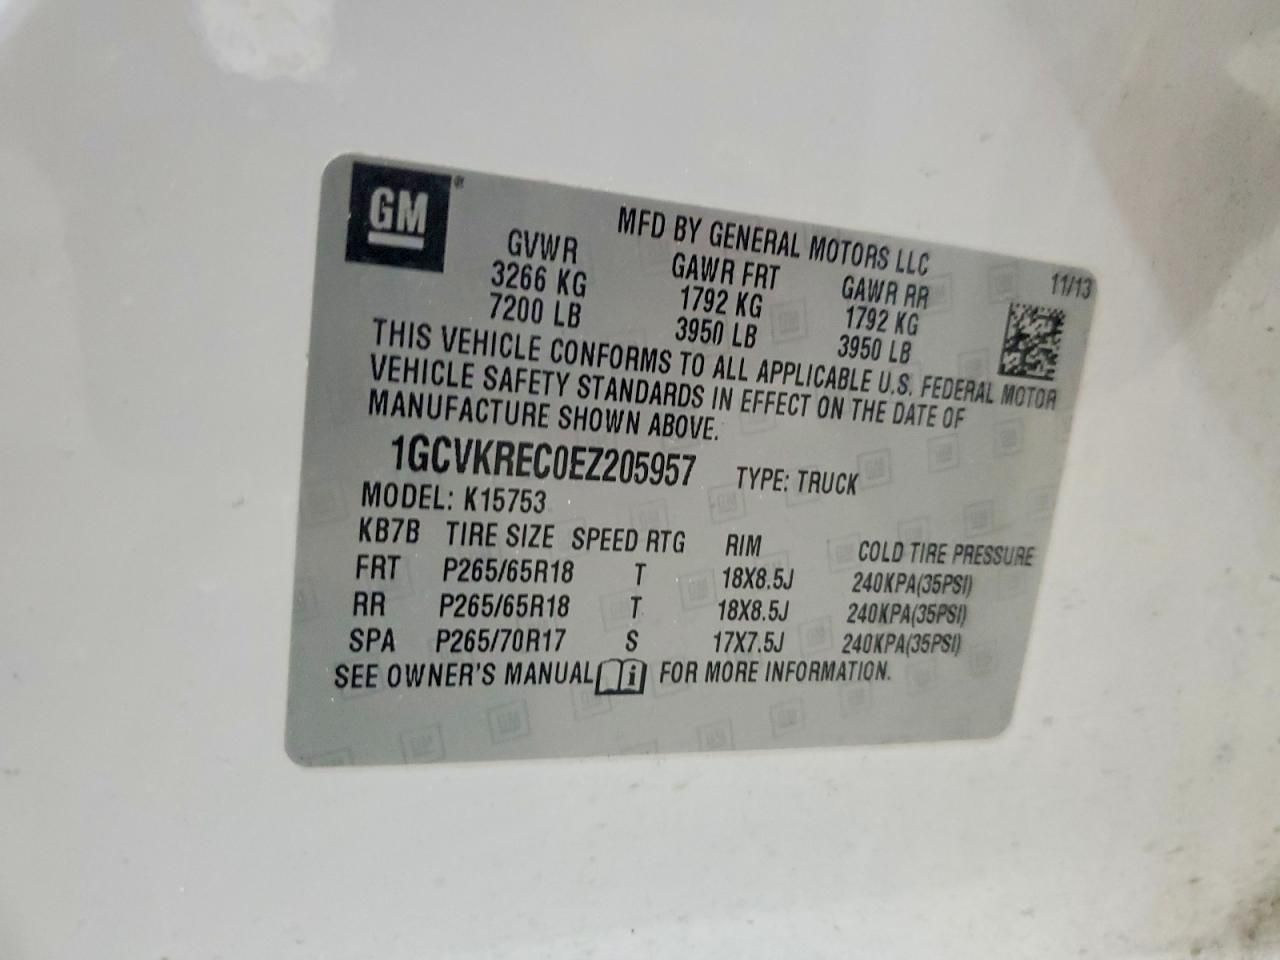 GM
MFD BY GENERAL MOTORS LLC
11/13
GVWR GAWR FRT GAWR RR
3266 KG 1792 KG 1792 KG
7200 LB 3950 LB 3950 LB
THIS VEHICLE CONFORMS TO ALL APPLICABLE U.S. FEDERAL MOTOR
VEHICLE SAFETY STANDARDS IN EFFECT ON THE DATE OF
MANUFACTURE SHOWN ABOVE.
1GCVKREC0EZ205957 TYPE: TRUCK
MODEL: K15753
KB7B TIRE SIZE SPEED RTG RIM COLD TIRE PRESSURE
FRT P265/65R18 T 18X8.5J 240KPA(35PSI)
RR P265/65R18 T 18X8.5J 240KPA(35PSI)
SPA P265/70R17 S 17X7.5J 240KPA(35PSI)
SEE OWNER'S MANUAL i FOR MORE INFORMATION.